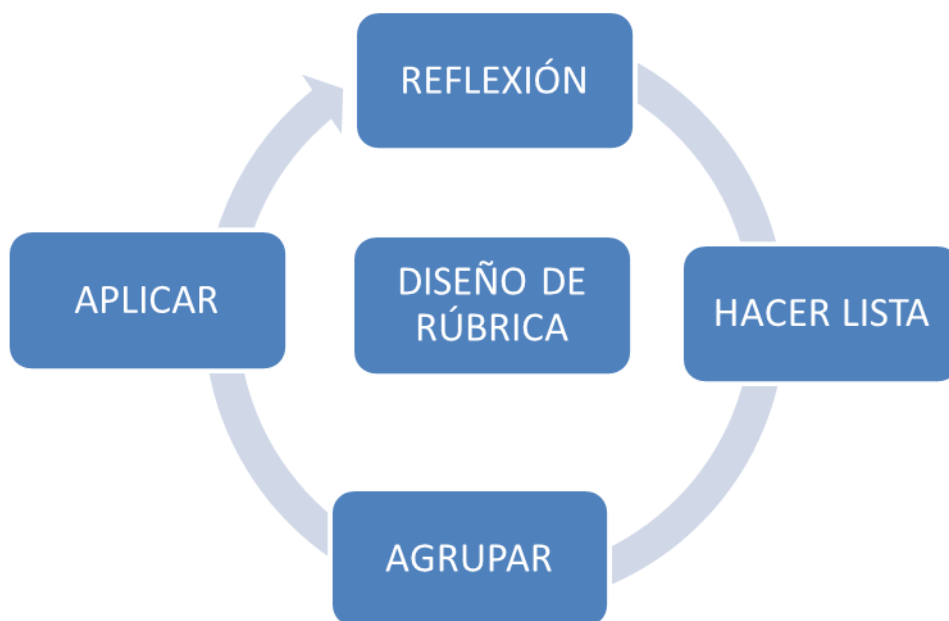 REFLEXIÓN
APLICAR
DISEÑO DE
RÚBRICA
HACER LISTA
AGRUPAR